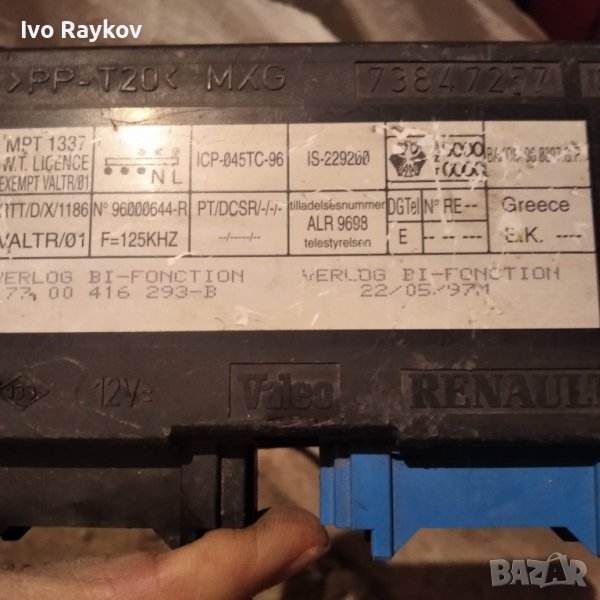 Ivo Raykov
>PP-T20< MXG 73847257
MPT 1337
W.T. LICENCE
EXEMPT VALTR/01
N L
ICP-045TC-96
IS-229200
TT/D/X/1186
VALTR/01
N° 96000644-R
F=125KHZ
PT/DCSR/-/-/-
--/-----/--
tilladelsesnummer
ALR 9698
telestyrelsen
DGTel
E
N° RE--
Greece
S.K. ----
VERLOG BI-FONCTION
77 00 416 293-B
VERLOG BI-FONCTION
22/05/97M
12V
Valeo
RENAULT
BAZAR